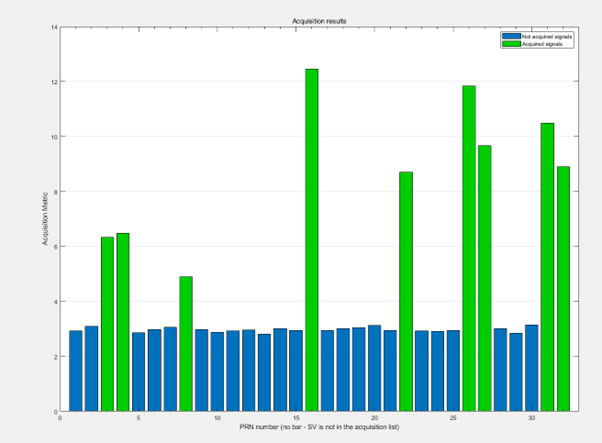 Acquisition results
Not acquired signals
Acquired signals
14
12
10
8
6
4
2
0
Acquisition Metric
0 5 10 15 20 25 30
PRN number (no bar - SV is not in the acquisition list)